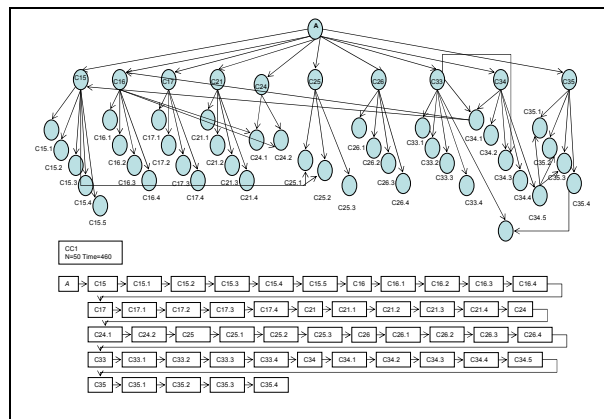 A
C15 C16 C17 C21 C24 C25 C26 C33 C34 C35
C15.1
C15.2
C15.3
C15.4
C15.5
C16.1
C16.2
C16.3
C16.4
C17.1
C17.2
C17.3
C17.4
C21.1
C21.2
C21.3
C21.4
C24.1
C24.2
C25.1
C25.2
C25.3
C26.1
C26.2
C26.3
C26.4
C33.1
C33.2
C33.3
C33.4
C34.1
C34.2
C34.3
C34.4
C34.5
C35.1
C35.2
C35.3
C35.4
CC1
N=50 Time=460
A C15 C15.1 C15.2 C15.3 C15.4 C15.5 C16 C16.1 C16.2 C16.3 C16.4
C17 C17.1 C17.2 C17.3 C17.4 C21 C21.1 C21.2 C21.3 C21.4 C24
C24.1 C24.2 C25 C25.1 C25.2 C25.3 C26 C26.1 C26.2 C26.3 C26.4
C33 C33.1 C33.2 C33.3 C33.4 C34 C34.1 C34.2 C34.3 C34.4 C34.5
C35 C35.1 C35.2 C35.3 C35.4